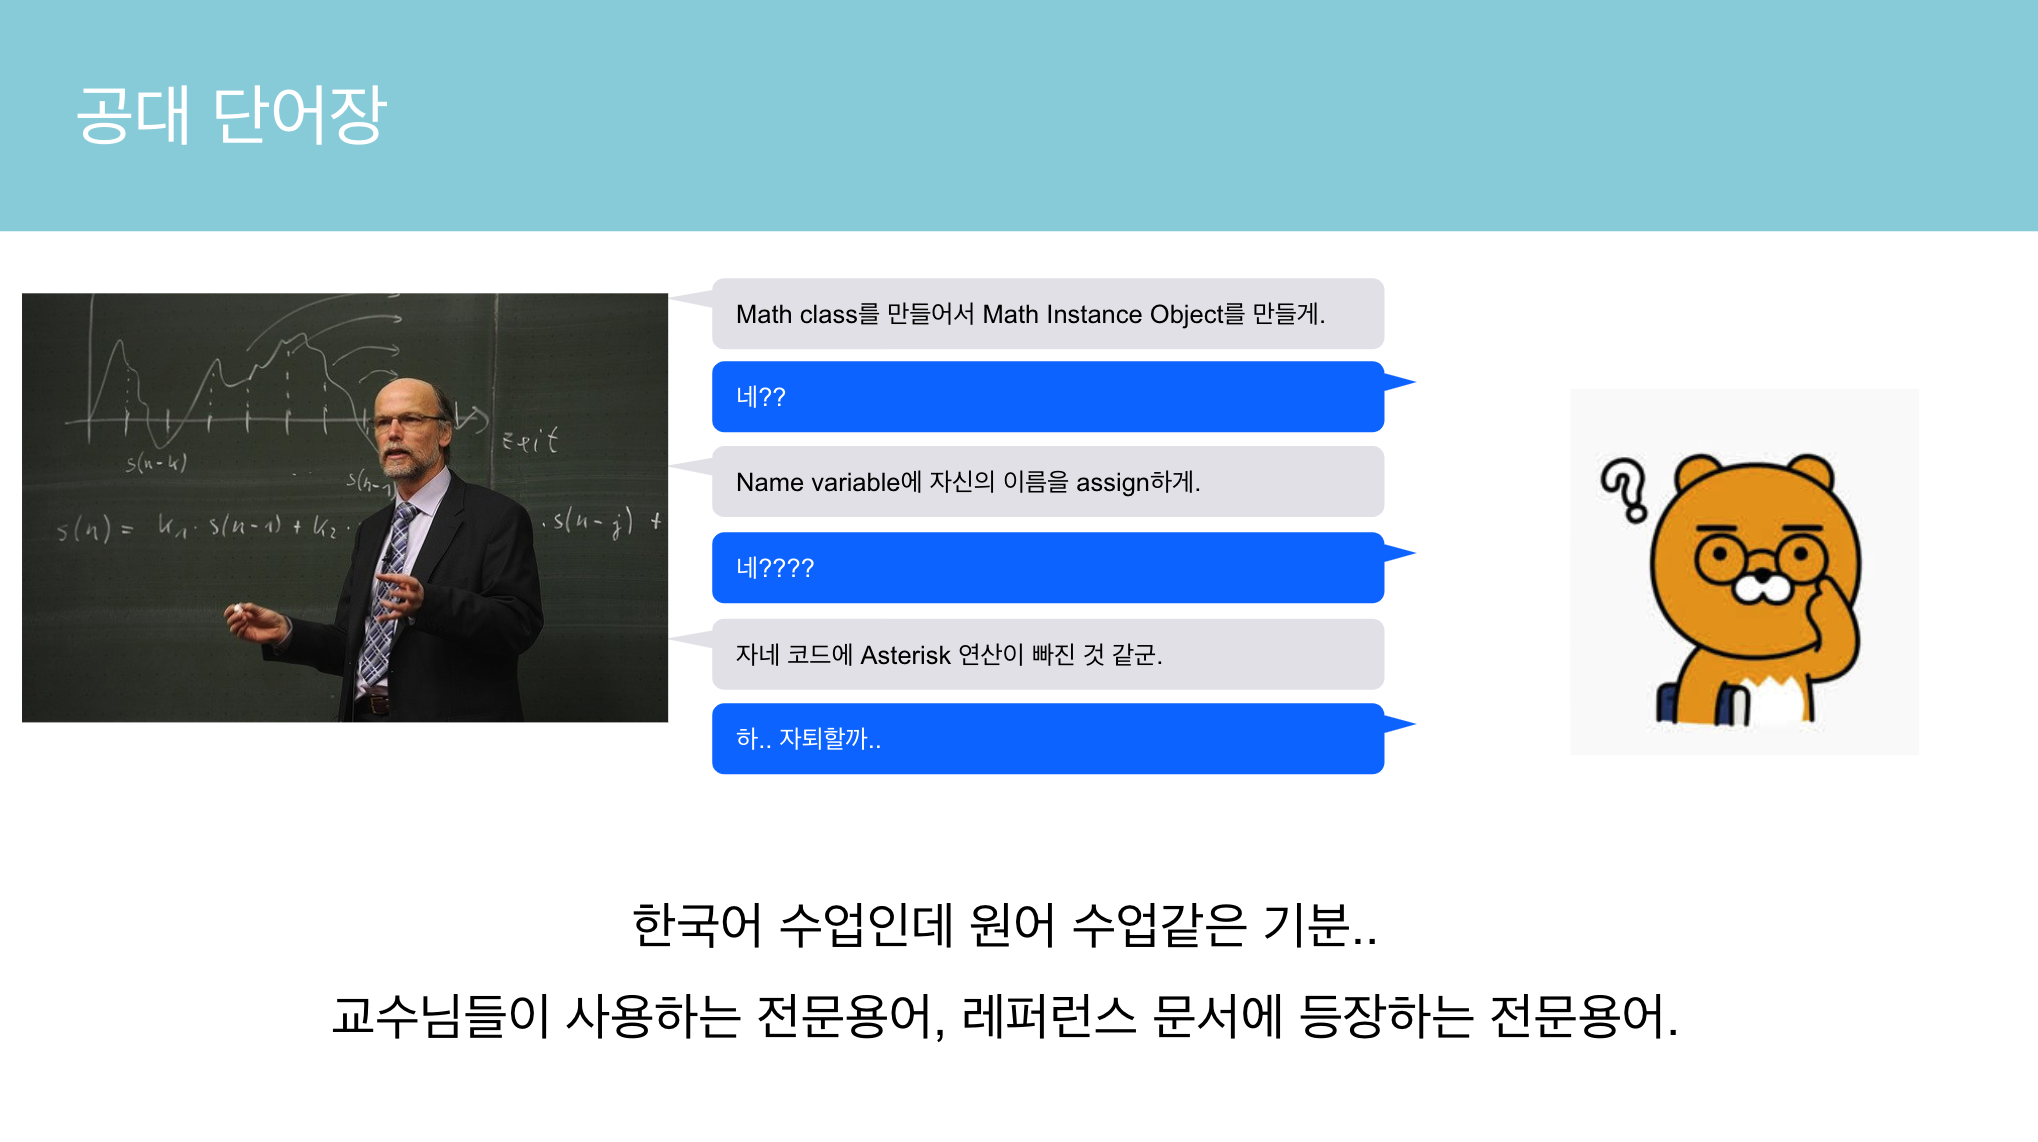 공대 단어장
Math class를 만들어서 Math Instance Object를 만들게.
네??
Name variable에 자신의 이름을 assign하게.
네????
자네 코드에 Asterisk 연산이 빠진 것 같군.
하.. 자퇴할까..
s(n-k)
s(n-1)
Exit
s(n) = k₁· s(n-1) + k₂ · · s(n-j) +
?
한국어 수업인데 원어 수업같은 기분..
교수님들이 사용하는 전문용어, 레퍼런스 문서에 등장하는 전문용어.